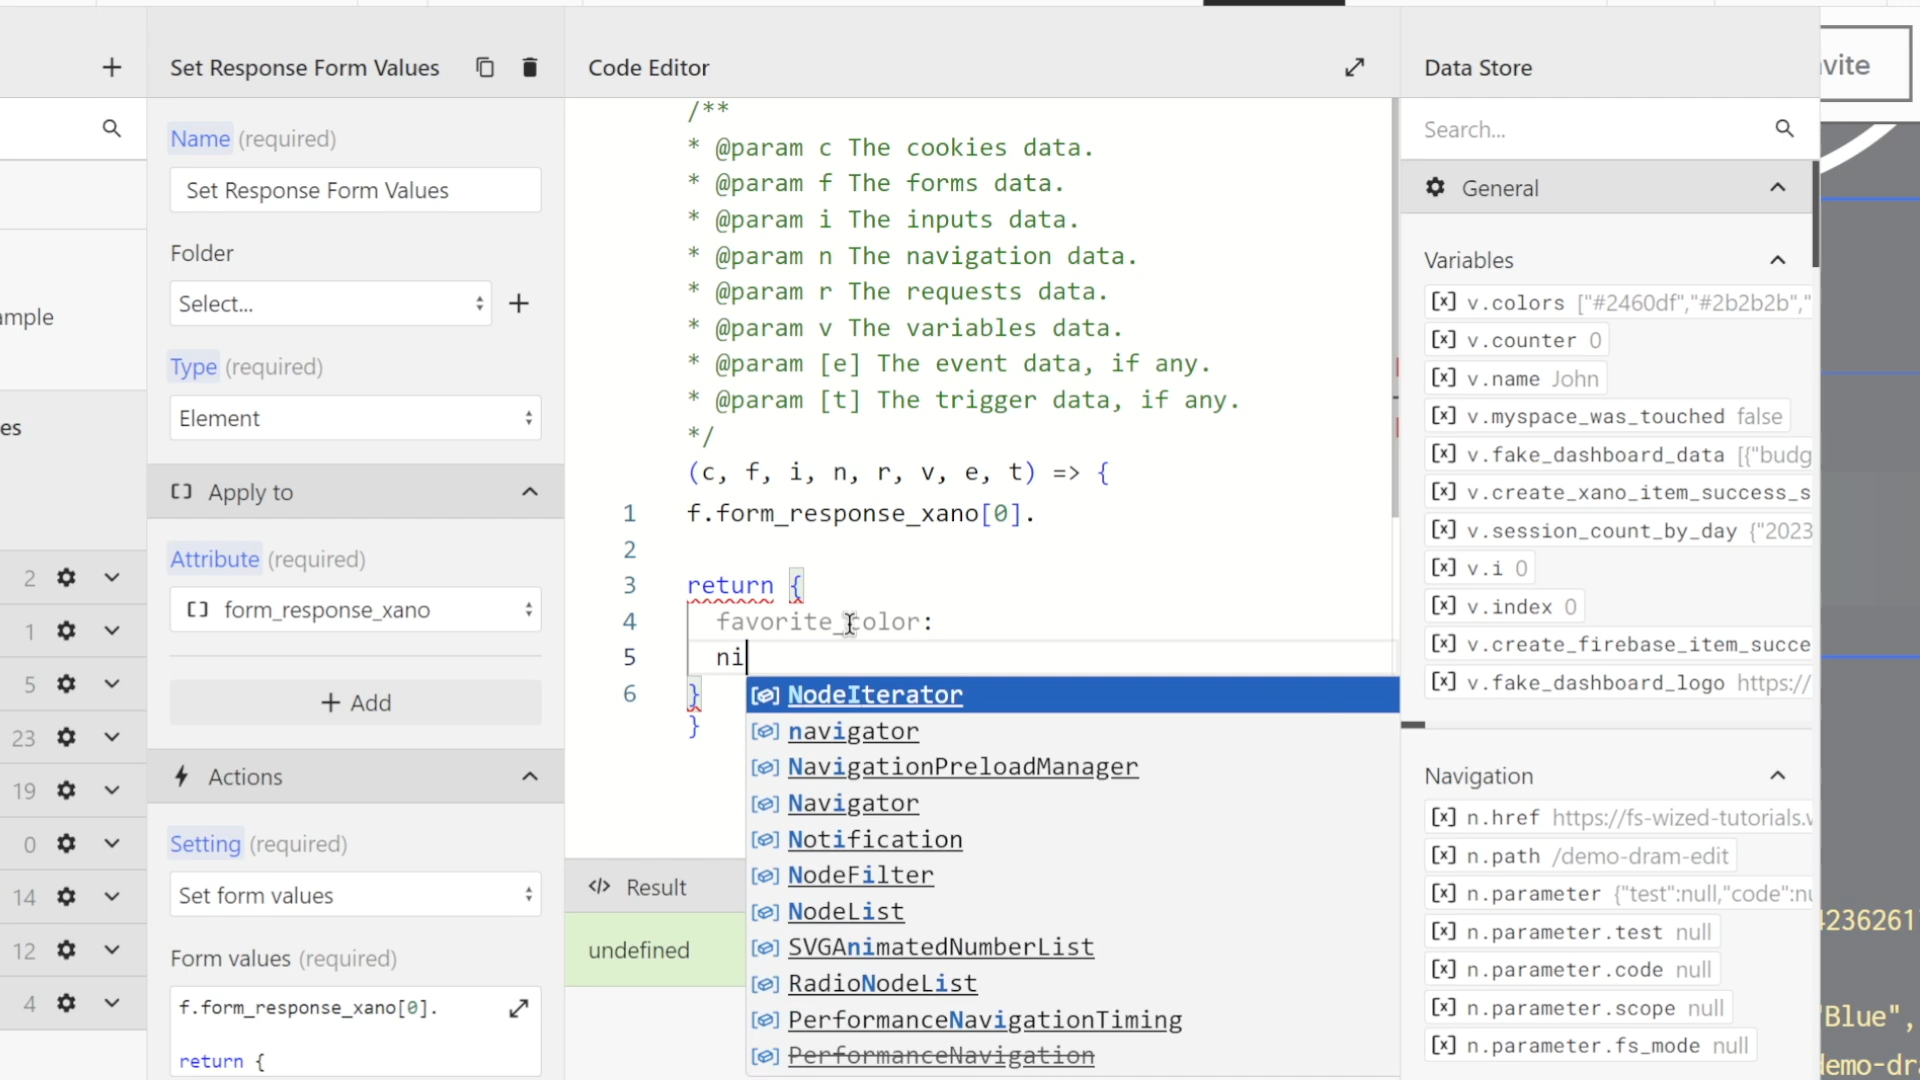 Set Response Form Values
Code Editor
Data Store
vite
ample
es
2
1
5
23
19
0
14
12
4
Name (required)
Set Response Form Values
Folder
Select...
Type (required)
Element
Apply to
Attribute (required)
form_response_xano
+ Add
Actions
Setting (required)
Set form values
Form values (required)
f.form_response_xano[0].
return {
/**
* @param c The cookies data.
* @param f The forms data.
* @param i The inputs data.
* @param n The navigation data.
* @param r The requests data.
* @param v The variables data.
* @param [e] The event data, if any.
* @param [t] The trigger data, if any.
*/
(c, f, i, n, r, v, e, t) => {
1 f.form_response_xano[0].
2
3 return {
4 favorite_color:
5 ni
6 }
}
NodeIterator
navigator
NavigationPreloadManager
Navigator
Notification
NodeFilter
NodeList
SVGAnimatedNumberList
RadioNodeList
PerformanceNavigationTiming
PerformanceNavigation
</> Result
undefined
Search...
General
Variables
[x] v.colors ["#2460df","#2b2b2b","
[x] v.counter 0
[x] v.name John
[x] v.myspace_was_touched false
[x] v.fake_dashboard_data [{"budg
[x] v.create_xano_item_success_s
[x] v.session_count_by_day {"2023
[x] v.i 0
[x] v.index 0
[x] v.create_firebase_item_succe
[x] v.fake_dashboard_logo https://
Navigation
[x] n.href https://fs-wized-tutorials.v
[x] n.path /demo-dram-edit
[x] n.parameter {"test":null,"code":nu
[x] n.parameter.test null
[x] n.parameter.code null
[x] n.parameter.scope null
[x] n.parameter.fs_mode null
4236261
"Blue",
demo-dr